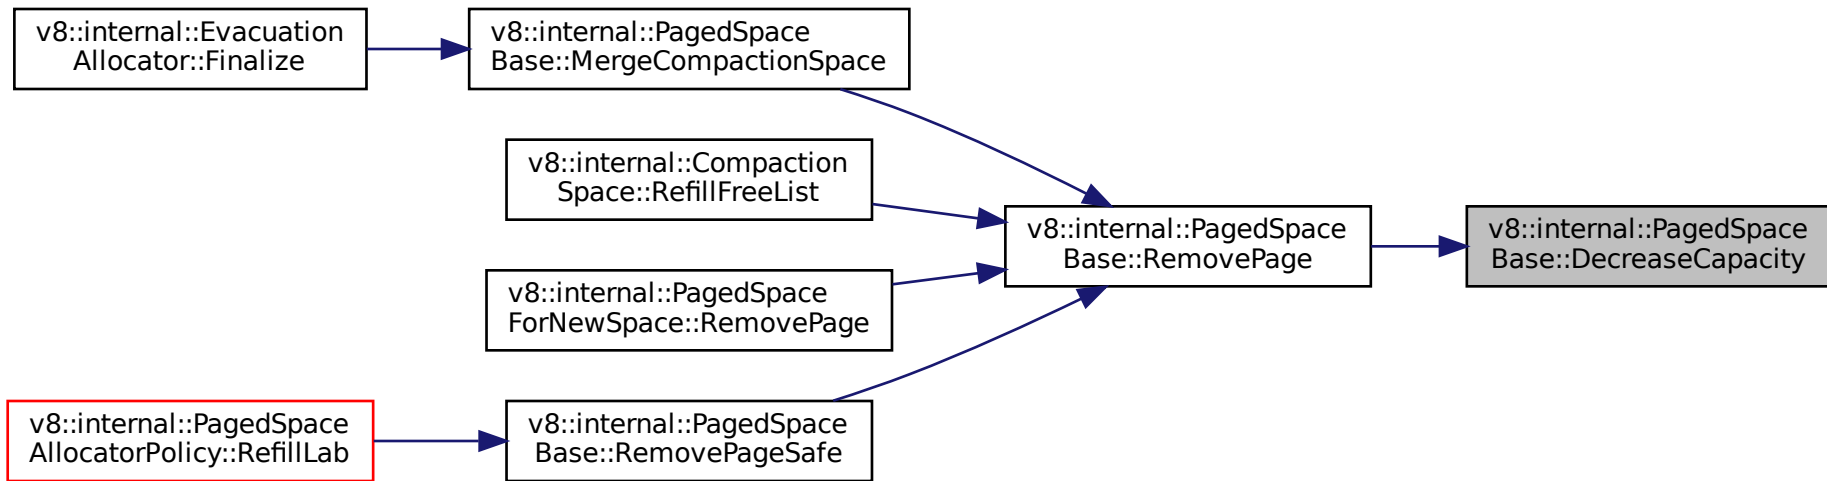 v8::internal::Evacuation
Allocator::Finalize
v8::internal::PagedSpace
Base::MergeCompactionSpace
v8::internal::Compaction
Space::RefillFreeList
v8::internal::PagedSpace
Base::RemovePage
v8::internal::PagedSpace
Base::DecreaseCapacity
v8::internal::PagedSpace
ForNewSpace::RemovePage
v8::internal::PagedSpace
AllocatorPolicy::RefillLab
v8::internal::PagedSpace
Base::RemovePageSafe